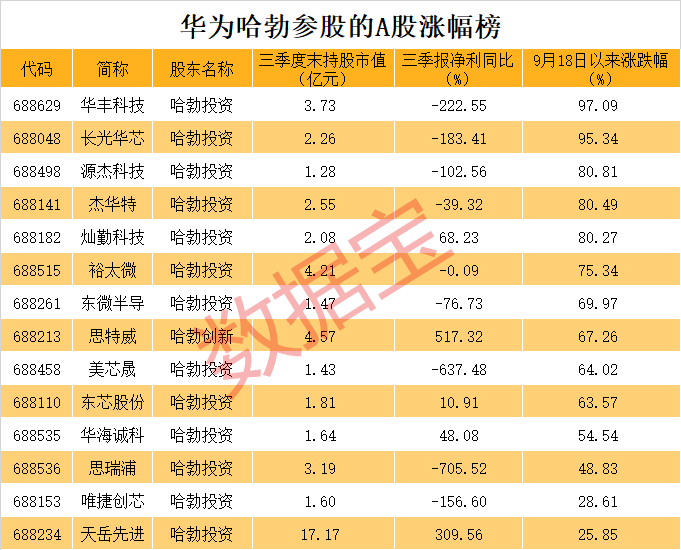 华为哈勃参股的A股涨幅榜
代码 简称 股东名称 三季度末持股市值（亿元） 三季报净利同比（%） 9月18日以来涨跌幅（%）
688629 华丰科技 哈勃投资 3.73 -222.55 97.09
688048 长光华芯 哈勃投资 2.26 -183.41 95.34
688498 源杰科技 哈勃投资 1.28 -102.56 80.81
688141 杰华特 哈勃投资 2.55 -39.32 80.49
688182 灿勤科技 哈勃投资 2.08 68.23 80.27
688515 裕太微 哈勃投资 4.21 -0.09 75.34
688261 东微半导 哈勃投资 1.47 -76.73 69.97
688213 思特威 哈勃创新 4.57 517.32 67.26
688458 美芯晟 哈勃投资 1.43 -637.48 64.02
688110 东芯股份 哈勃投资 1.81 10.91 63.57
688535 华海诚科 哈勃投资 1.64 48.08 54.54
688536 思瑞浦 哈勃投资 3.19 -705.52 48.83
688153 唯捷创芯 哈勃投资 1.60 -156.60 28.61
688234 天岳先进 哈勃投资 17.17 309.56 25.85
数据宝